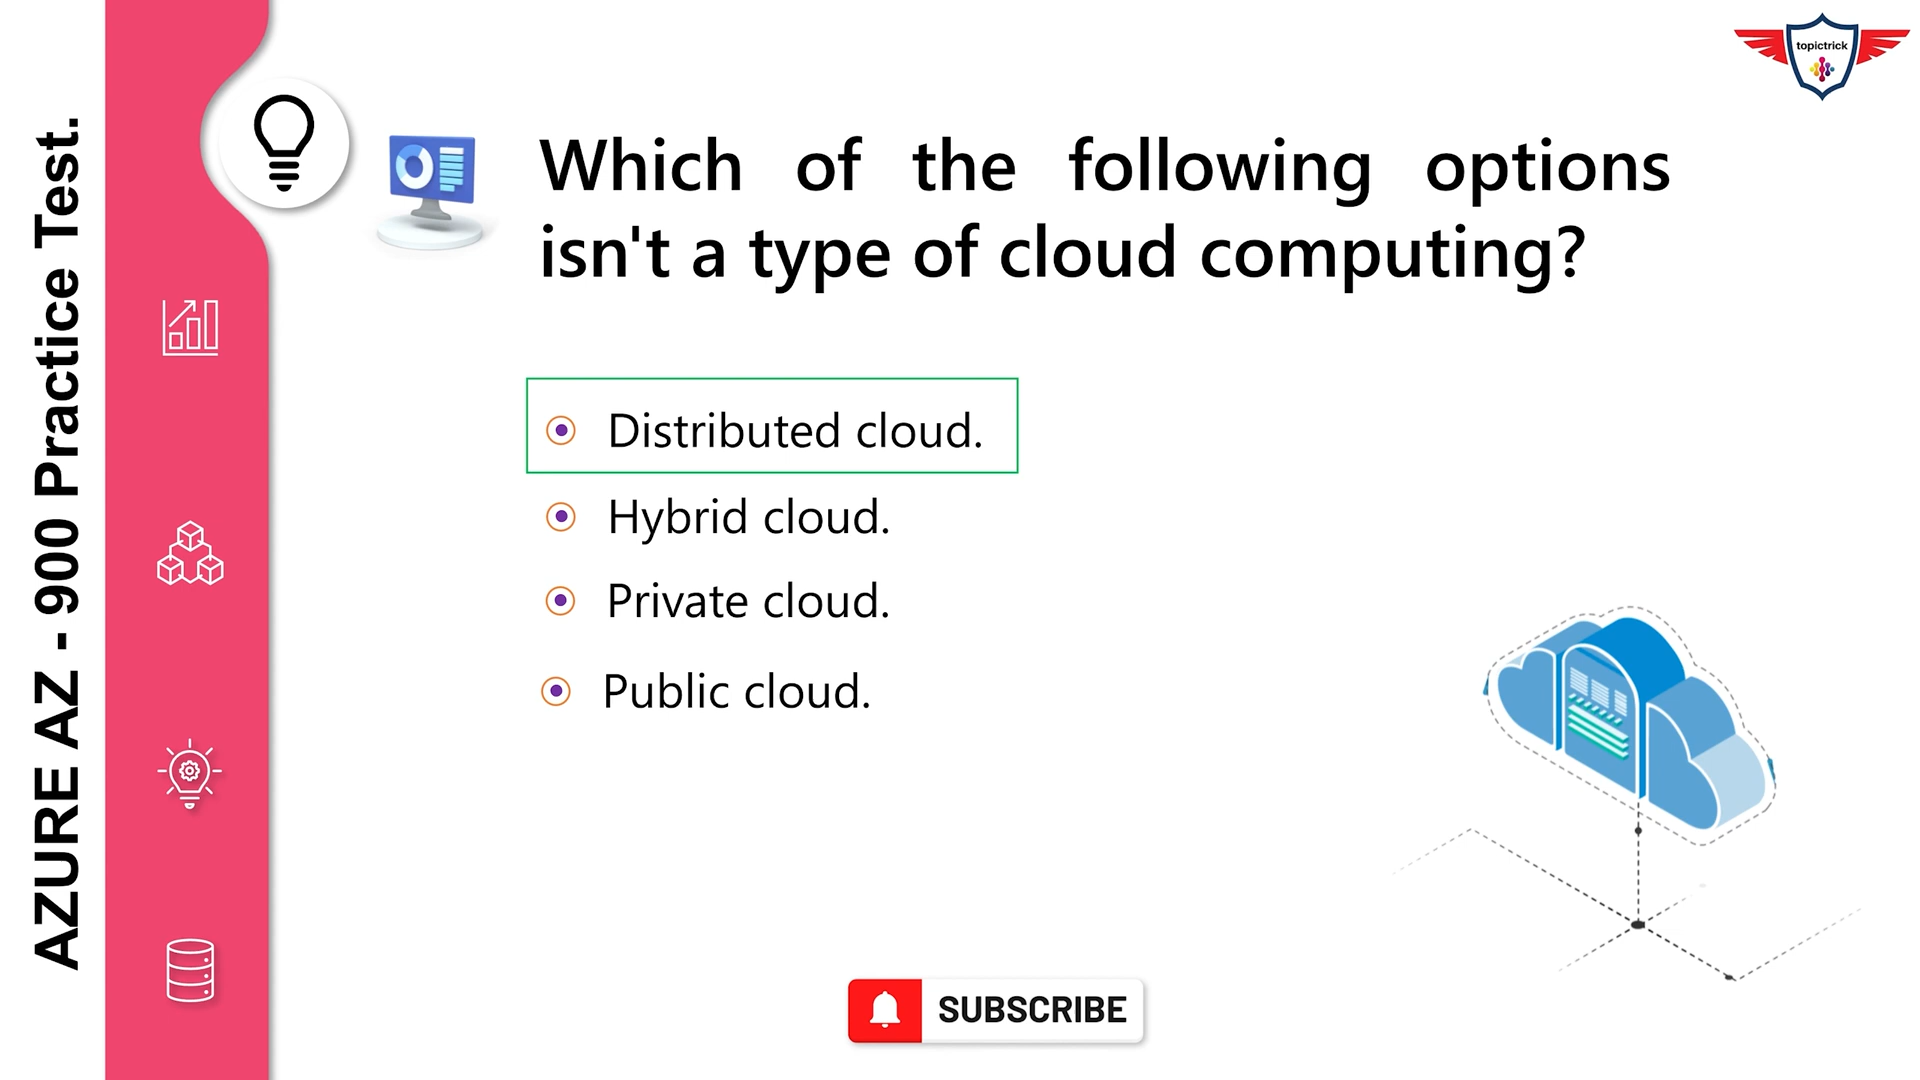 AZURE AZ - 900 Practice Test.
topictrick
Which of the following options
isn't a type of cloud computing?
Distributed cloud.
Hybrid cloud.
Private cloud.
Public cloud.
SUBSCRIBE